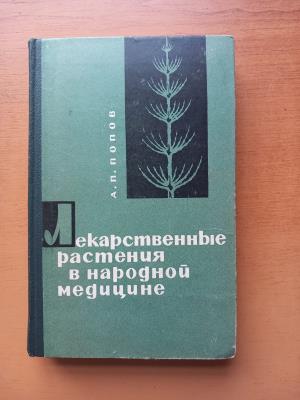 А. П. ПОПОВ
Лекарственные
растения
в народной
медицине